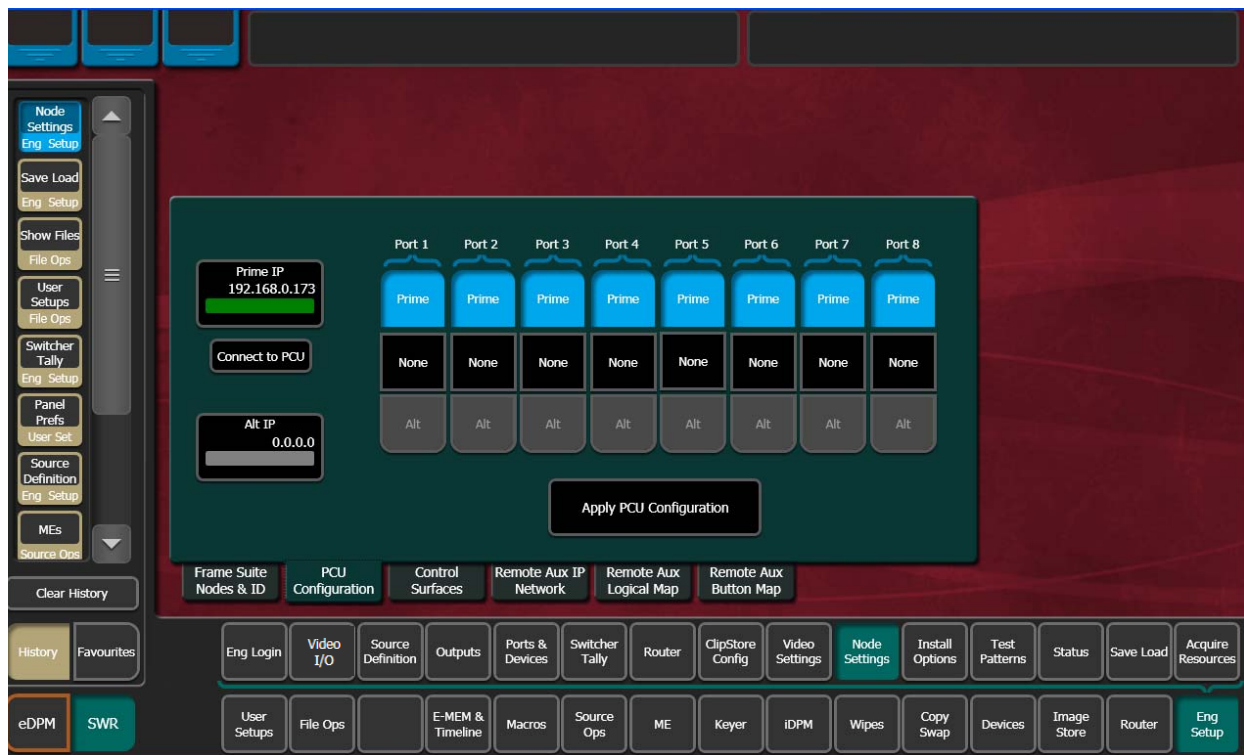 Node
Settings
Eng Setup
Save Load
Eng Setup
Show Files
File Ops
User
Setups
File Ops
Switcher
Tally
Eng Setup
Panel
Prefs
User Set
Source
Definition
Eng Setup
MEs
Source Ops
Clear History
History
Favourites
eDPM
SWR
Port 1 Port 2 Port 3 Port 4 Port 5 Port 6 Port 7 Port 8
Prime IP
192.168.0.173
Prime Prime Prime Prime Prime Prime Prime Prime
Connect to PCU
None None None None None None None None
Alt IP
0.0.0.0
Alt Alt Alt Alt Alt Alt Alt Alt
Apply PCU Configuration
Frame Suite
Nodes & ID
PCU
Configuration
Control
Surfaces
Remote Aux IP
Network
Remote Aux
Logical Map
Remote Aux
Button Map
Eng Login
Video
I/O
Source
Definition
Outputs
Ports &
Devices
Switcher
Tally
Router
ClipStore
Config
Video
Settings
Node
Settings
Install
Options
Test
Patterns
Status
Save Load
Acquire
Resources
User
Setups
File Ops
E-MEM &
Timeline
Macros
Source
Ops
ME
Keyer
iDPM
Wipes
Copy
Swap
Devices
Image
Store
Router
Eng
Setup